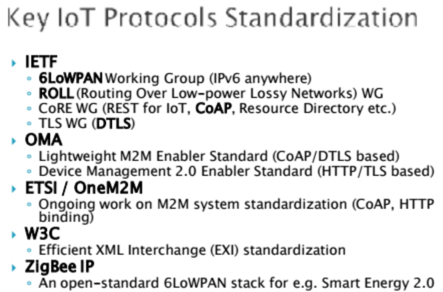 Key IoT Protocols Standardization
IETF
6LoWPAN Working Group (IPv6 anywhere)
ROLL (Routing Over Low-power Lossy Networks) WG
CoRE WG (REST for IoT, CoAP, Resource Directory etc.)
TLS WG (DTLS)
OMA
Lightweight M2M Enabler Standard (CoAP/DTLS based)
Device Management 2.0 Enabler Standard (HTTP/TLS based)
ETSI / OneM2M
Ongoing work on M2M system standardization (CoAP, HTTP
binding)
W3C
Efficient XML Interchange (EXI) standardization
ZigBee IP
An open-standard 6LoWPAN stack for e.g. Smart Energy 2.0